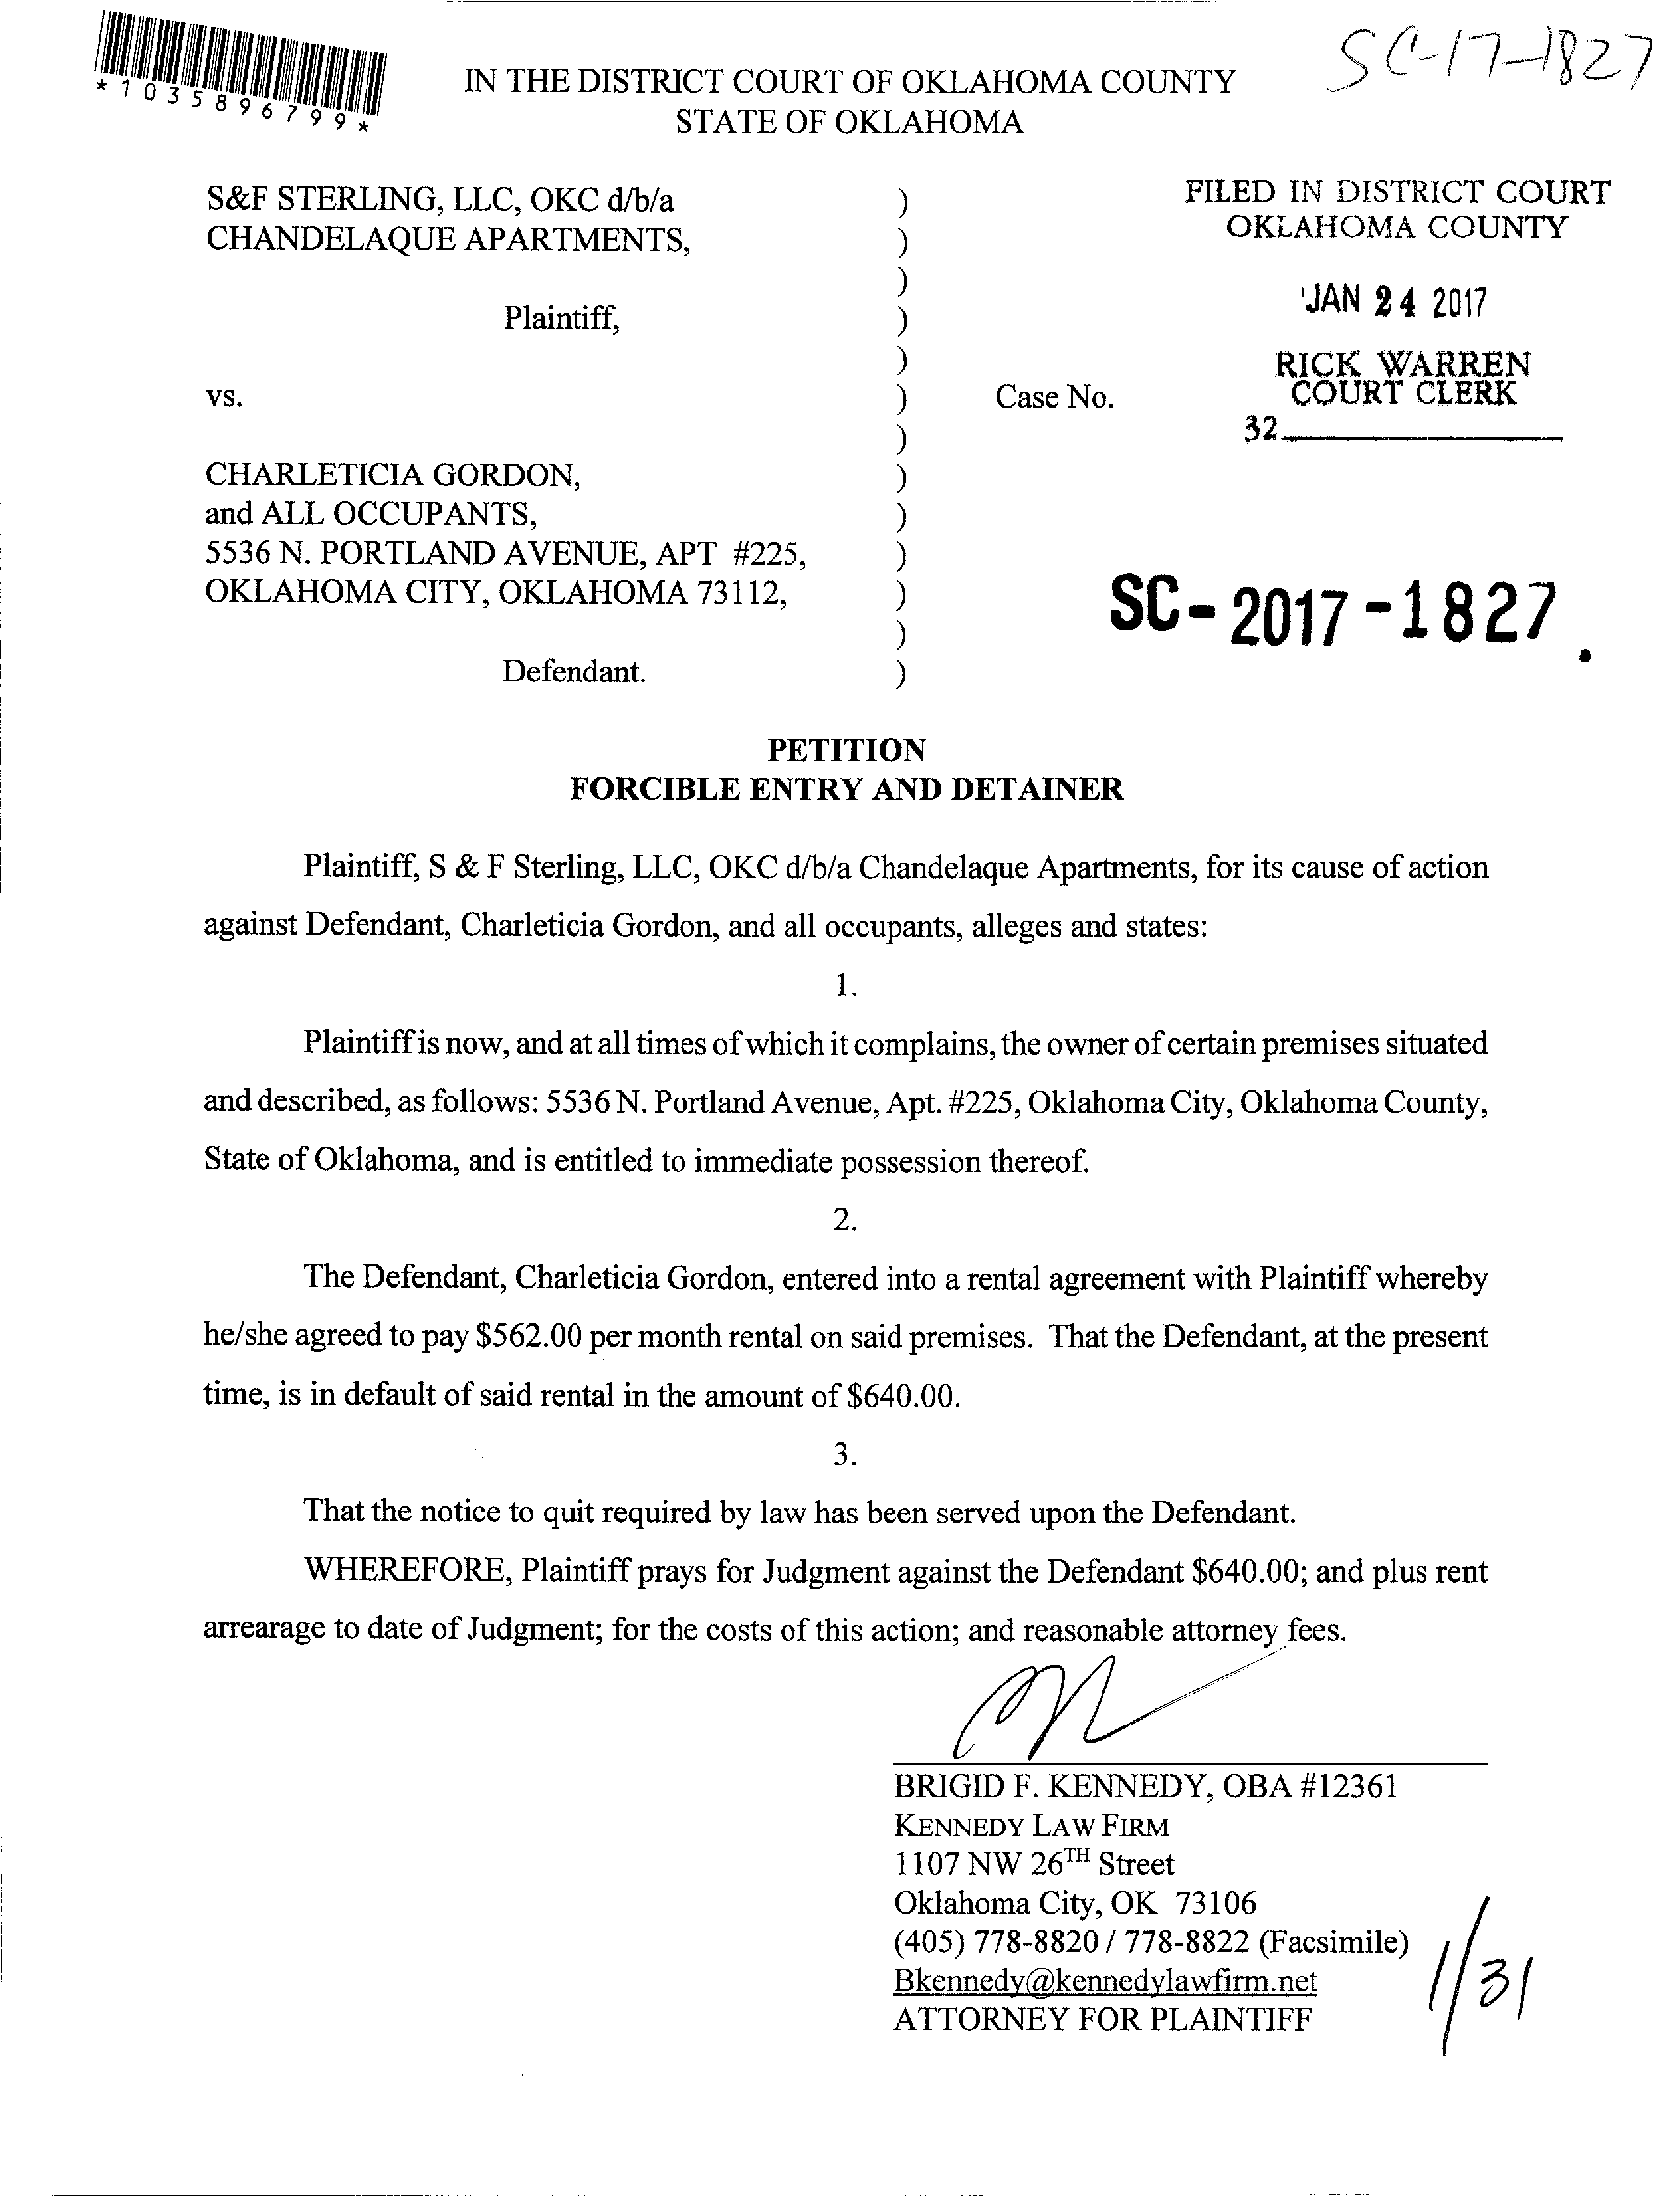 SC-17-1827
*1035896799*
IN THE DISTRICT COURT OF OKLAHOMA COUNTY
STATE OF OKLAHOMA
S&F STERLING, LLC, OKC d/b/a )
CHANDELAQUE APARTMENTS, )
)
Plaintiff, )
)
vs. ) Case No.
)
CHARLETICIA GORDON, )
and ALL OCCUPANTS, )
5536 N. PORTLAND AVENUE, APT #225, )
OKLAHOMA CITY, OKLAHOMA 73112, )
)
Defendant. )
FILED IN DISTRICT COURT
OKLAHOMA COUNTY
JAN 24 2017
RICK WARREN
COURT CLERK
32
SC-2017-1827.
PETITION
FORCIBLE ENTRY AND DETAINER
Plaintiff, S & F Sterling, LLC, OKC d/b/a Chandelaque Apartments, for its cause of action
against Defendant, Charleticia Gordon, and all occupants, alleges and states:
1.
Plaintiff is now, and at all times of which it complains, the owner of certain premises situated
and described, as follows: 5536 N. Portland Avenue, Apt. #225, Oklahoma City, Oklahoma County,
State of Oklahoma, and is entitled to immediate possession thereof.
2.
The Defendant, Charleticia Gordon, entered into a rental agreement with Plaintiff whereby
he/she agreed to pay $562.00 per month rental on said premises. That the Defendant, at the present
time, is in default of said rental in the amount of $640.00.
3.
That the notice to quit required by law has been served upon the Defendant.
WHEREFORE, Plaintiff prays for Judgment against the Defendant $640.00; and plus rent
arrearage to date of Judgment; for the costs of this action; and reasonable attorney fees.
BRIGID F. KENNEDY, OBA #12361
KENNEDY LAW FIRM
1107 NW 26TH Street
Oklahoma City, OK 73106
(405) 778-8820 / 778-8822 (Facsimile)
Bkennedy@kennedylawfirm.net
ATTORNEY FOR PLAINTIFF
1/31